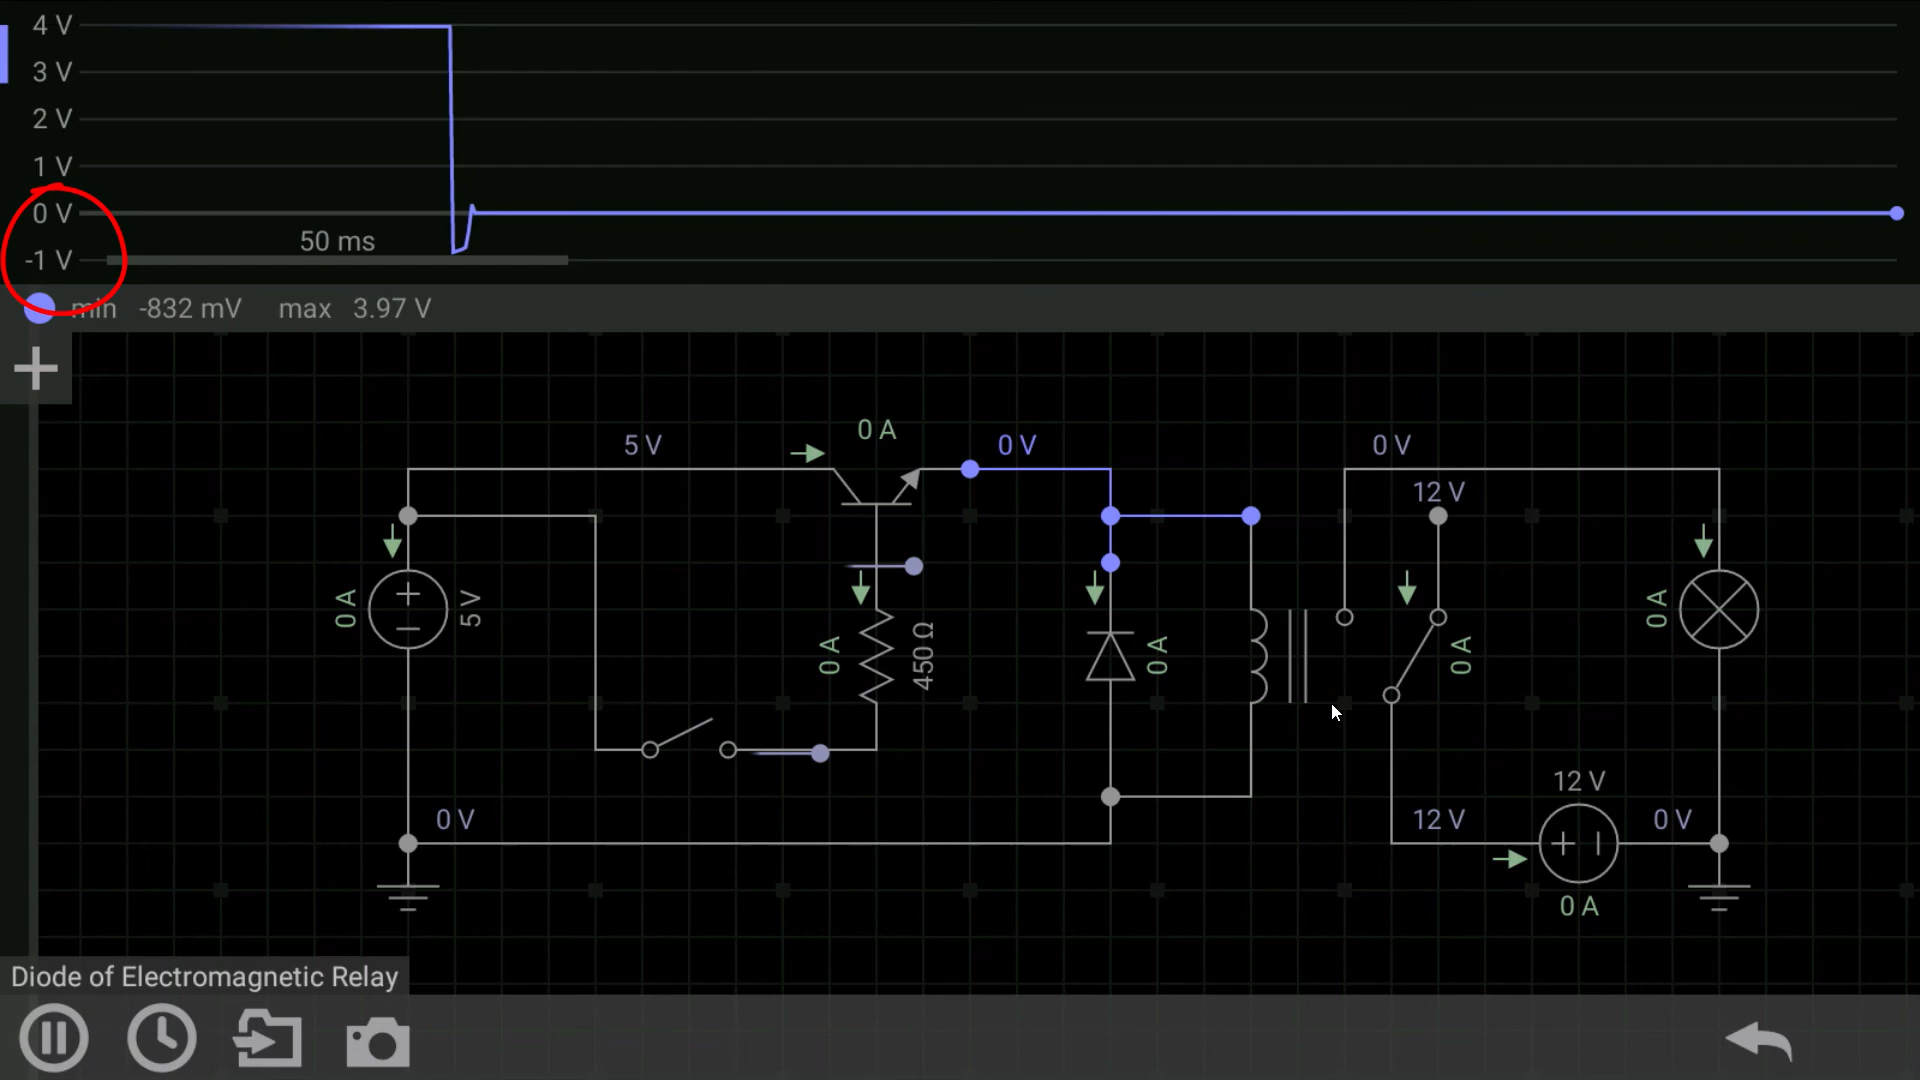 4 V
3 V
2 V
1 V
0 V
50 ms
-1 V
min -832 mV max 3.97 V
0 A
5 V
0 V
0 V
12 V
0 A
5 V
0 A
450 Ω
0 A
0 A
0 A
12 V
0 V
12 V
0 V
0 A
Diode of Electromagnetic Relay